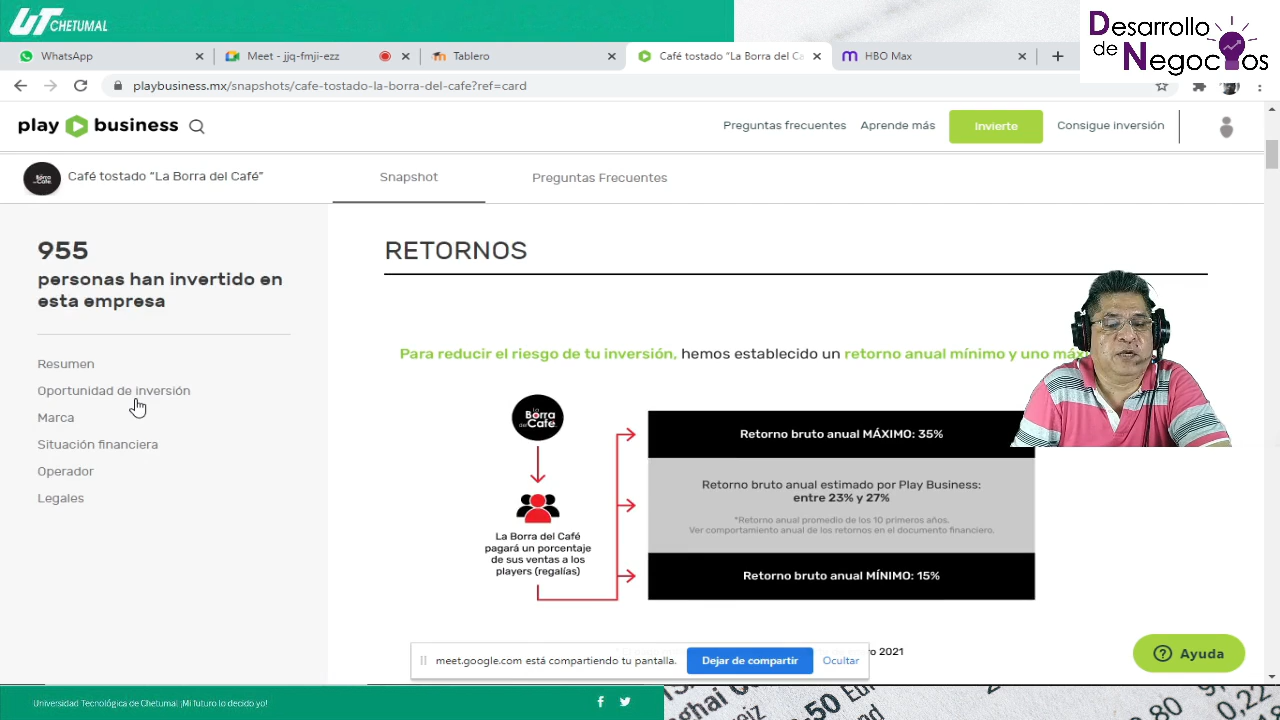 UT CHETUMAL
Desarrollo de Negocios
WhatsApp
Meet - jjq-fmji-ezz
Tablero
Café tostado "La Borra del Ca
HBO Max
playbusiness.mx/snapshots/cafe-tostado-la-borra-del-cafe?ref=card
play business
Preguntas frecuentes
Aprende más
Invierte
Consigue inversión
La Borra del Café.
Café tostado "La Borra del Café"
Snapshot
Preguntas Frecuentes
955
personas han invertido en
esta empresa
Resumen
Oportunidad de inversión
Marca
Situación financiera
Operador
Legales
RETORNOS
Para reducir el riesgo de tu inversión, hemos establecido un retorno anual mínimo y uno máx
La Borra del Café.
La Borra del Café
pagará un porcentaje
de sus ventas a los
players (regalías)
Retorno bruto anual MÁXIMO: 35%
Retorno bruto anual estimado por Play Business:
entre 23% y 27%
*Retorno anual promedio de los 10 primeros años.
Ver comportamiento anual de los retornos en el documento financiero.
Retorno bruto anual MÍNIMO: 15%
2021
meet.google.com está compartiendo tu pantalla.
Dejar de compartir
Ocultar
Ayuda
Universidad Tecnológica de Chetumal ¡Mi futuro lo decido yo!
0,22
,80